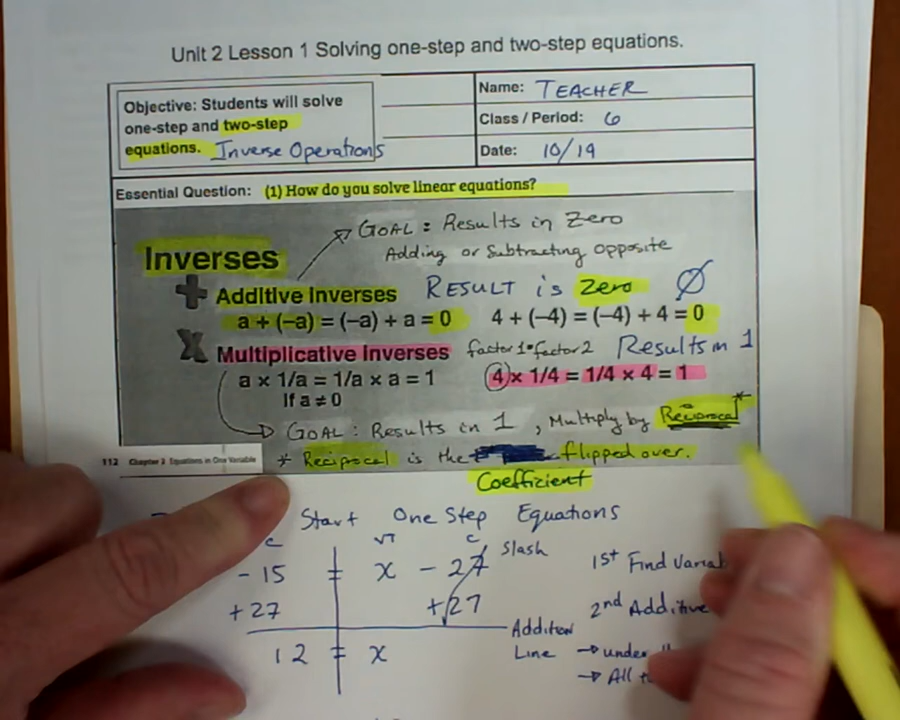 Unit 2 Lesson 1 Solving one-step and two-step equations.
Objective: Students will solve
one-step and two-step
equations. Inverse Operations
Name: TEACHER
Class / Period: 6
Date: 10/19
Essential Question: (1) How do you solve linear equations?
GOAL: Results in Zero
Adding or Subtracting Opposite
Inverses
+ Additive Inverses RESULT is Zero Ø
a + (−a) = (−a) + a = 0 4 + (−4) = (−4) + 4 = 0
X Multiplicative Inverses factor1•factor2 Results in 1
a x 1/a = 1/a x a = 1 4 x 1/4 = 1/4 x 4 = 1
If a ≠ 0
GOAL: Results in 1, Multiply by Reciprocal*
112 Chapter 2 Equations in One Variable
* Reciprocal is the flipped over.
Coefficient
Start One Step Equations
C VT C Slash
-15 = x - 27 1st Find
+27 +27 2nd Additive
Addition
12 = x Line → under
→ All